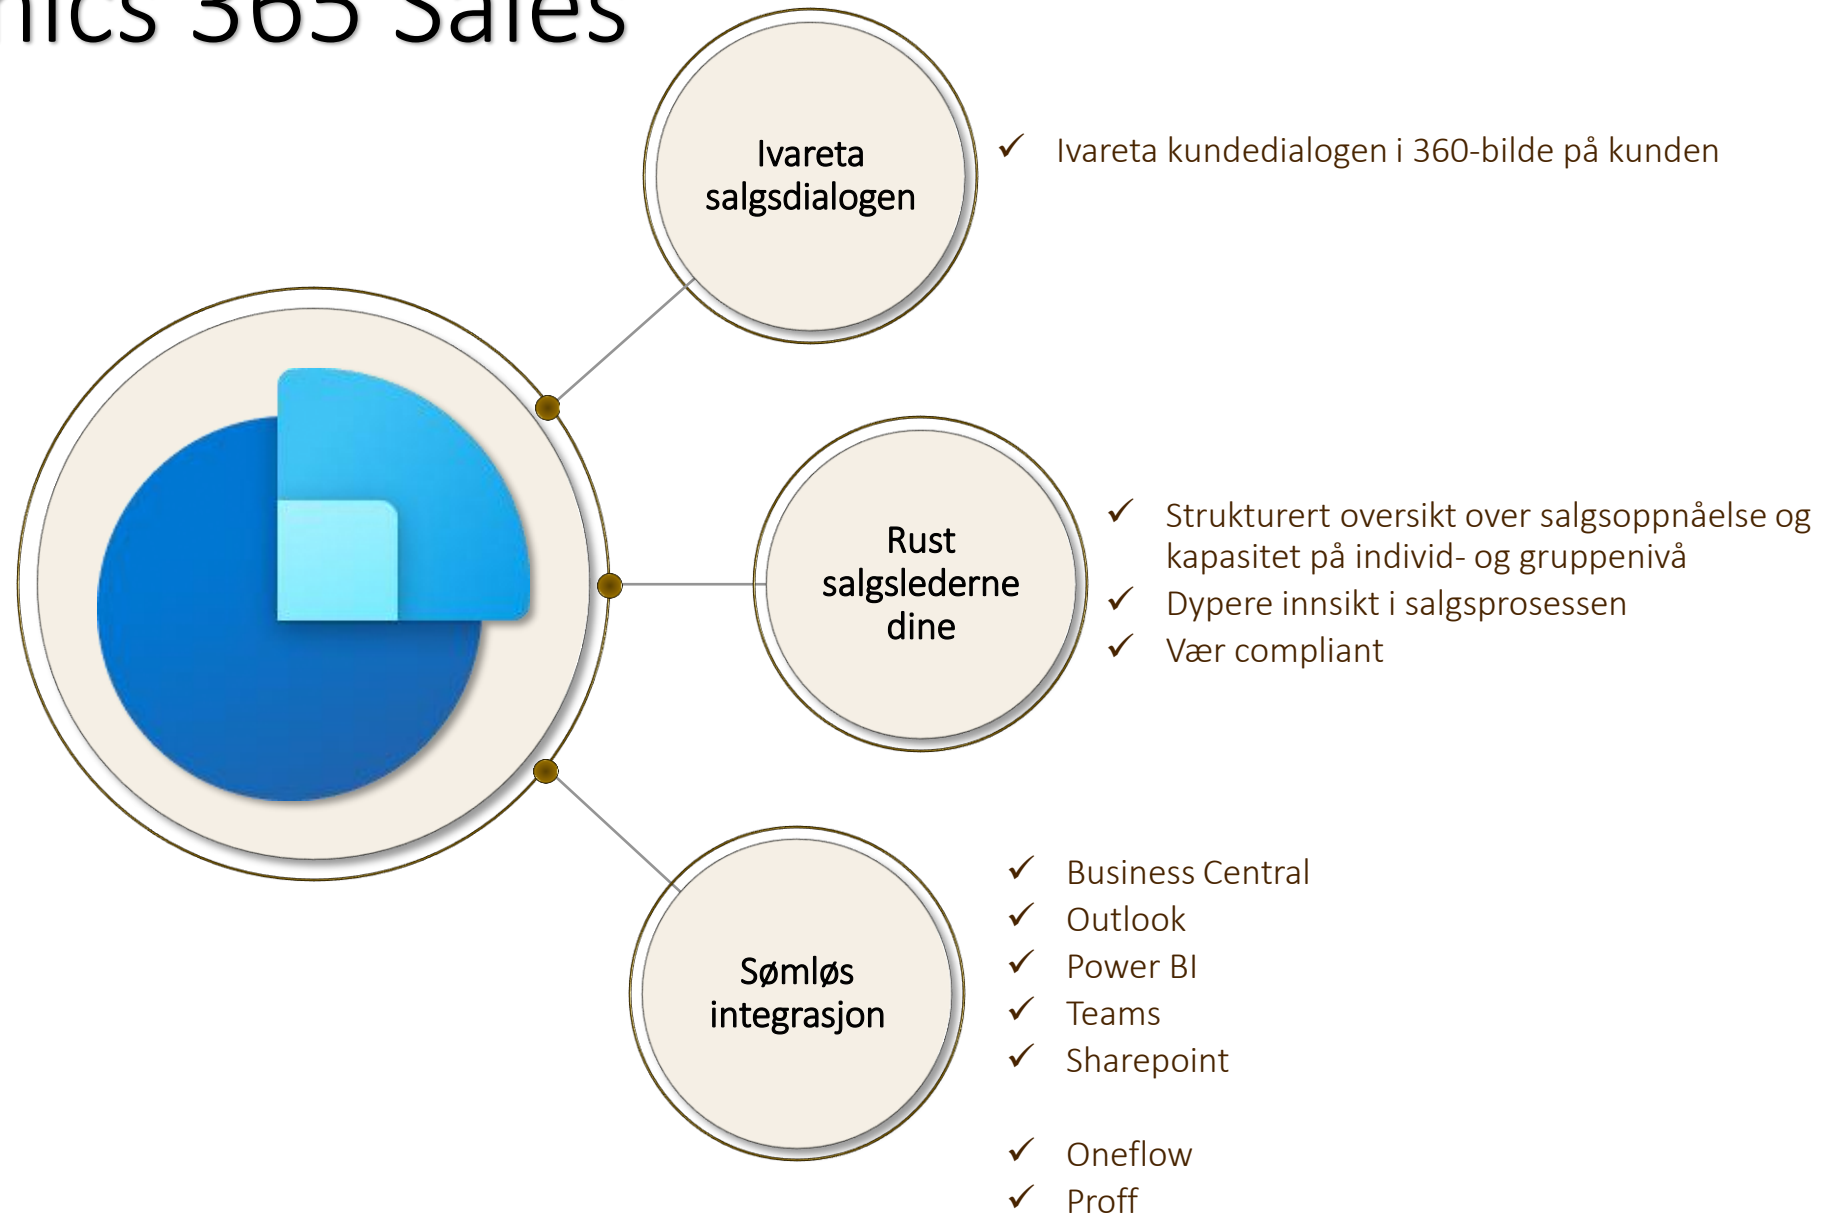 nics 365 Sales
Ivareta
salgsdialogen
✓ Ivareta kundedialogen i 360-bilde på kunden
Rust
salgslederne
dine
✓ Strukturert oversikt over salgsoppnåelse og
kapasitet på individ- og gruppenivå
✓ Dypere innsikt i salgsprosessen
✓ Vær compliant
Sømløs
integrasjon
✓ Business Central
✓ Outlook
✓ Power BI
✓ Teams
✓ Sharepoint
✓ Oneflow
✓ Proff